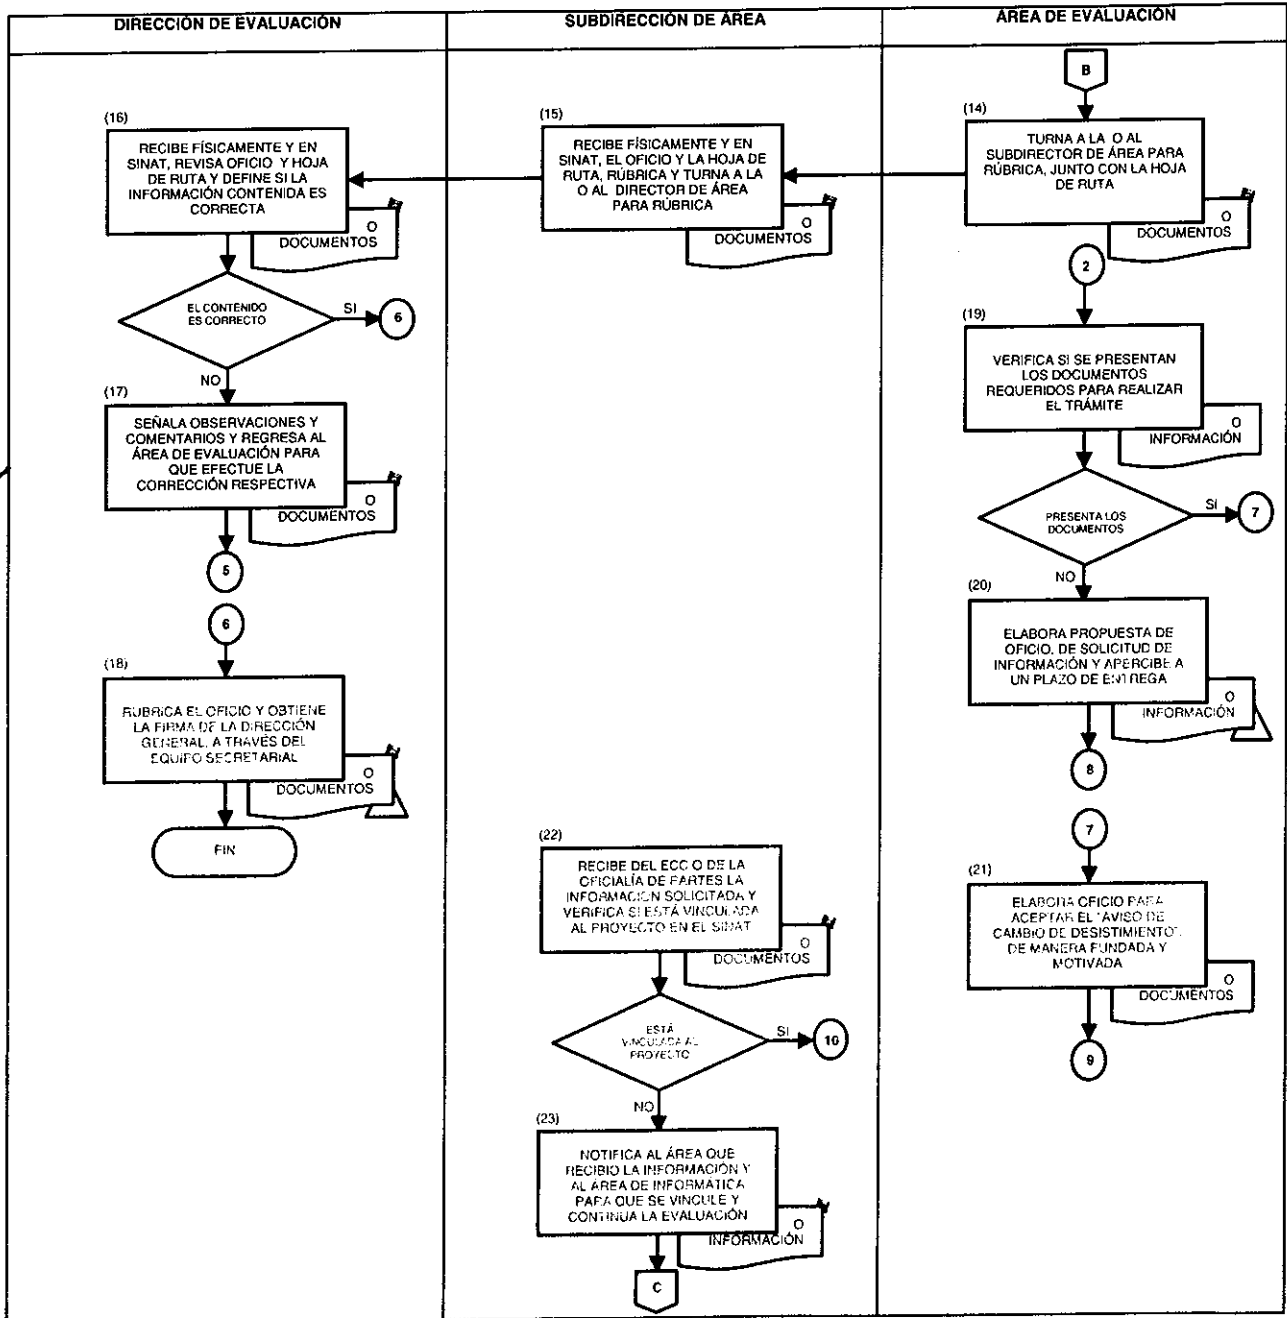 DIRECCIÓN DE EVALUACIÓN
SUBDIRECCIÓN DE ÁREA
ÁREA DE EVALUACIÓN
B
(14)
TURNA A LA O AL
SUBDIRECTOR DE ÁREA PARA
RÚBRICA, JUNTO CON LA HOJA
DE RUTA
O
DOCUMENTOS
(15)
RECIBE FÍSICAMENTE Y EN
SINAT, EL OFICIO Y LA HOJA DE
RUTA, RÚBRICA Y TURNA A LA
O AL DIRECTOR DE ÁREA
PARA RÚBRICA
O
DOCUMENTOS
(16)
RECIBE FÍSICAMENTE Y EN
SINAT, REVISA OFICIO Y HOJA
DE RUTA Y DEFINE SI LA
INFORMACIÓN CONTENIDA ES
CORRECTA
O
DOCUMENTOS
EL CONTENIDO
ES CORRECTO
SI
6
NO
(17)
SEÑALA OBSERVACIONES Y
COMENTARIOS Y REGRESA AL
ÁREA DE EVALUACIÓN PARA
QUE EFECTUE LA
CORRECCIÓN RESPECTIVA
O
DOCUMENTOS
5
6
(18)
RUBRICA EL OFICIO Y OBTIENE
LA FIRMA DE LA DIRECCIÓN
GENERAL, A TRAVÉS DEL
EQUIPO SECRETARIAL
O
DOCUMENTOS
FIN
2
(19)
VERIFICA SI SE PRESENTAN
LOS DOCUMENTOS
REQUERIDOS PARA REALIZAR
EL TRÁMITE
O
INFORMACIÓN
PRESENTA LOS
DOCUMENTOS
SI
7
NO
(20)
ELABORA PROPUESTA DE
OFICIO, DE SOLICITUD DE
INFORMACIÓN Y APERCIBE A
UN PLAZO DE ENTREGA
O
INFORMACIÓN
8
7
(21)
ELABORA OFICIO PARA
ACEPTAR EL "AVISO DE
CAMBIO DE DESISTIMIENTO",
DE MANERA FUNDADA Y
MOTIVADA
O
DOCUMENTOS
9
(22)
RECIBE DEL ECC O DE LA
OFICIALÍA DE PARTES LA
INFORMACIÓN SOLICITADA Y
VERIFICA SI ESTÁ VINCULADA
AL PROYECTO EN EL SINAT
O
DOCUMENTOS
ESTÁ
VINCULADA AL
PROYECTO
SI
10
NO
(23)
NOTIFICA AL ÁREA QUE
RECIBIO LA INFORMACIÓN Y
AL ÁREA DE INFORMÁTICA
PARA QUE SE VINCULE Y
CONTINUA LA EVALUACIÓN
O
INFORMACIÓN
C